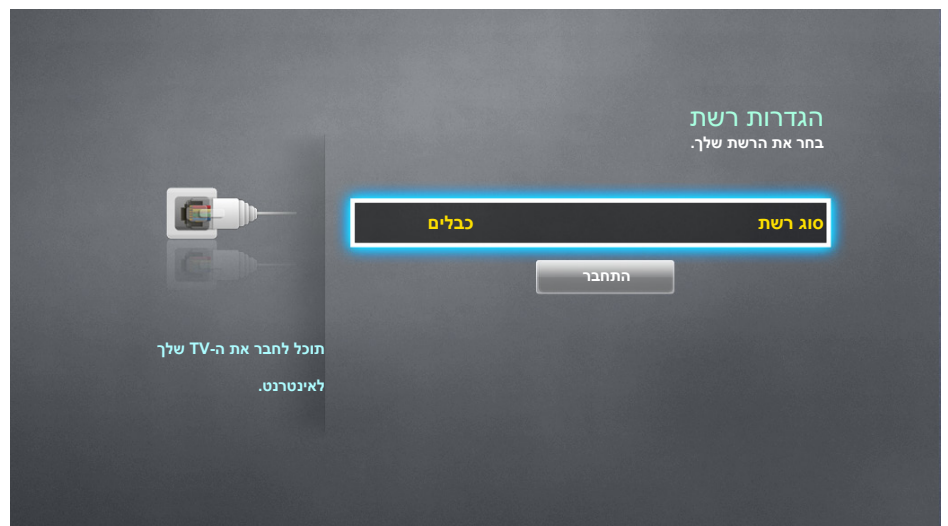 הגדרות רשת
בחר את הרשת שלך.
סוג רשת כבלים
התחבר
תוכל לחבר את ה-TV שלך
לאינטרנט.